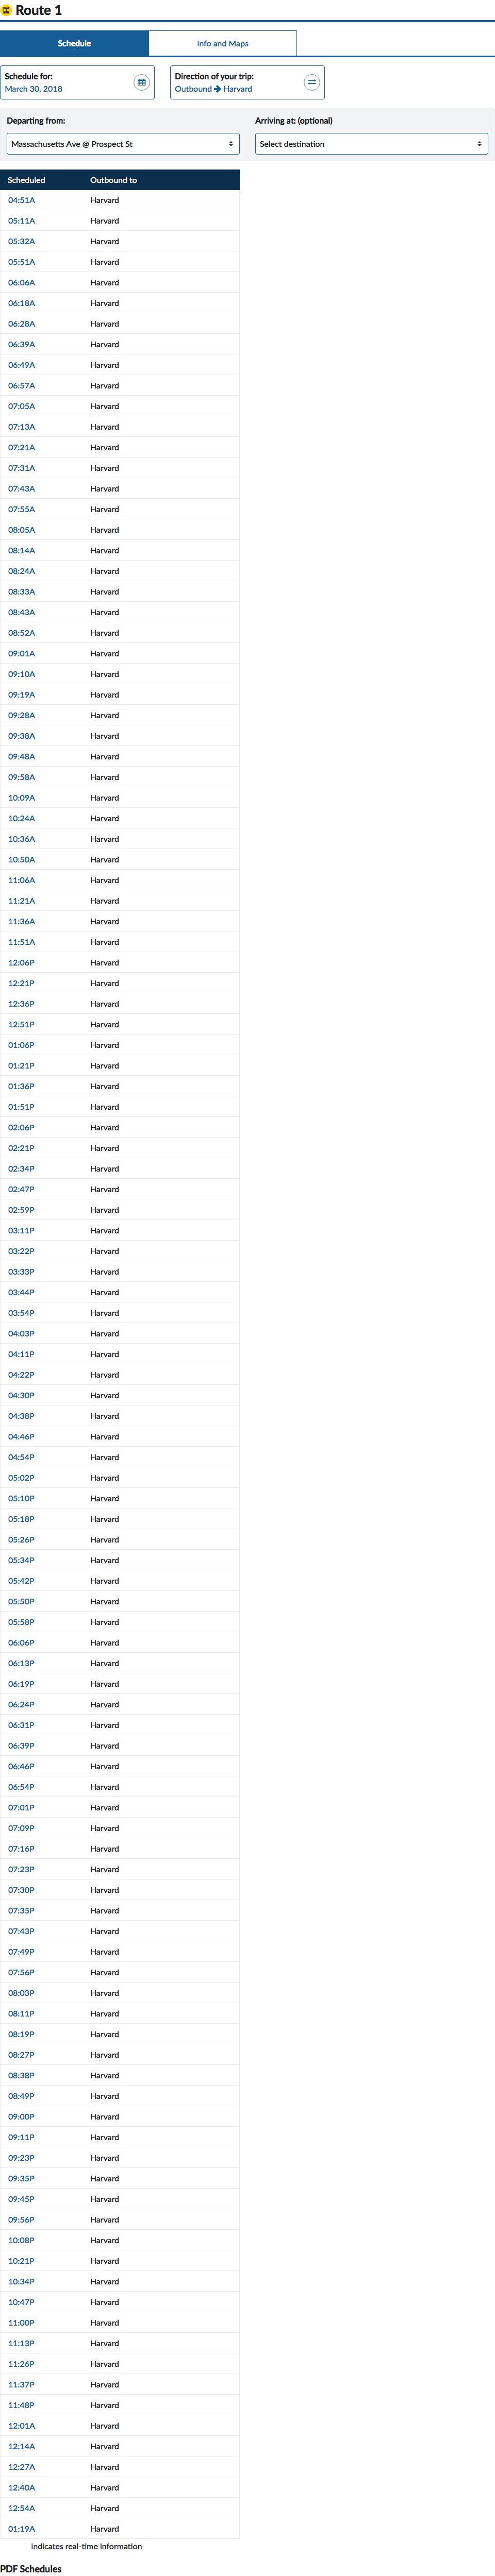 Route 1
Schedule Info and Maps
Schedule for: Direction of your trip:
March 30, 2018 Outbound → Harvard
Departing from: Arriving at: (optional)
Massachusetts Ave @ Prospect St Select destination
Scheduled Outbound to
04:51A Harvard
05:11A Harvard
05:32A Harvard
05:51A Harvard
06:06A Harvard
06:18A Harvard
06:28A Harvard
06:39A Harvard
06:49A Harvard
06:57A Harvard
07:05A Harvard
07:13A Harvard
07:21A Harvard
07:31A Harvard
07:43A Harvard
07:55A Harvard
08:05A Harvard
08:14A Harvard
08:24A Harvard
08:33A Harvard
08:43A Harvard
08:52A Harvard
09:01A Harvard
09:10A Harvard
09:19A Harvard
09:28A Harvard
09:38A Harvard
09:48A Harvard
09:58A Harvard
10:09A Harvard
10:24A Harvard
10:36A Harvard
10:50A Harvard
11:06A Harvard
11:21A Harvard
11:36A Harvard
11:51A Harvard
12:06P Harvard
12:21P Harvard
12:36P Harvard
12:51P Harvard
01:06P Harvard
01:21P Harvard
01:36P Harvard
01:51P Harvard
02:06P Harvard
02:21P Harvard
02:34P Harvard
02:47P Harvard
02:59P Harvard
03:11P Harvard
03:22P Harvard
03:33P Harvard
03:44P Harvard
03:54P Harvard
04:03P Harvard
04:11P Harvard
04:22P Harvard
04:30P Harvard
04:38P Harvard
04:46P Harvard
04:54P Harvard
05:02P Harvard
05:10P Harvard
05:18P Harvard
05:26P Harvard
05:34P Harvard
05:42P Harvard
05:50P Harvard
05:58P Harvard
06:06P Harvard
06:13P Harvard
06:19P Harvard
06:24P Harvard
06:31P Harvard
06:39P Harvard
06:46P Harvard
06:54P Harvard
07:01P Harvard
07:09P Harvard
07:16P Harvard
07:23P Harvard
07:30P Harvard
07:35P Harvard
07:43P Harvard
07:49P Harvard
07:56P Harvard
08:03P Harvard
08:11P Harvard
08:19P Harvard
08:27P Harvard
08:38P Harvard
08:49P Harvard
09:00P Harvard
09:11P Harvard
09:23P Harvard
09:35P Harvard
09:45P Harvard
09:56P Harvard
10:08P Harvard
10:21P Harvard
10:34P Harvard
10:47P Harvard
11:00P Harvard
11:13P Harvard
11:26P Harvard
11:37P Harvard
11:48P Harvard
12:01A Harvard
12:14A Harvard
12:27A Harvard
12:40A Harvard
12:54A Harvard
01:19A Harvard
indicates real-time information
PDF Schedules